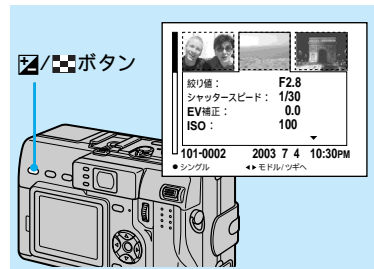 /ボタン
絞り値： F2.8
シャッタースピード： 1/30
EV補正： 0.0
ISO： 100
101-0002 2003 7 4 10:30PM
●シングル ◀▶モドル/ツギヘ